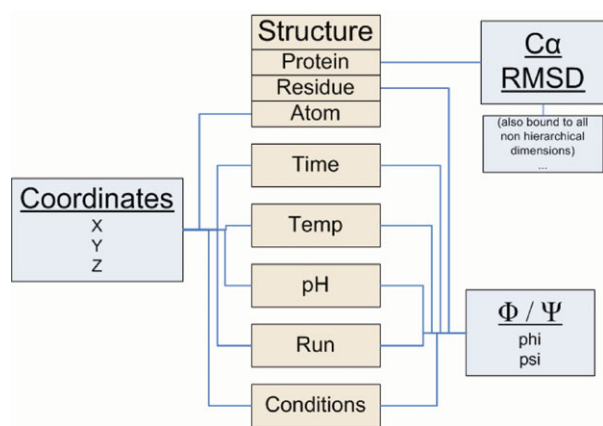 Structure
Protein
Residue
Atom
Time
Temp
pH
Run
Conditions
Coordinates
X
Y
Z
Cα
RMSD
(also bound to all
non hierarchical
dimensions)
...
Φ / Ψ
phi
psi